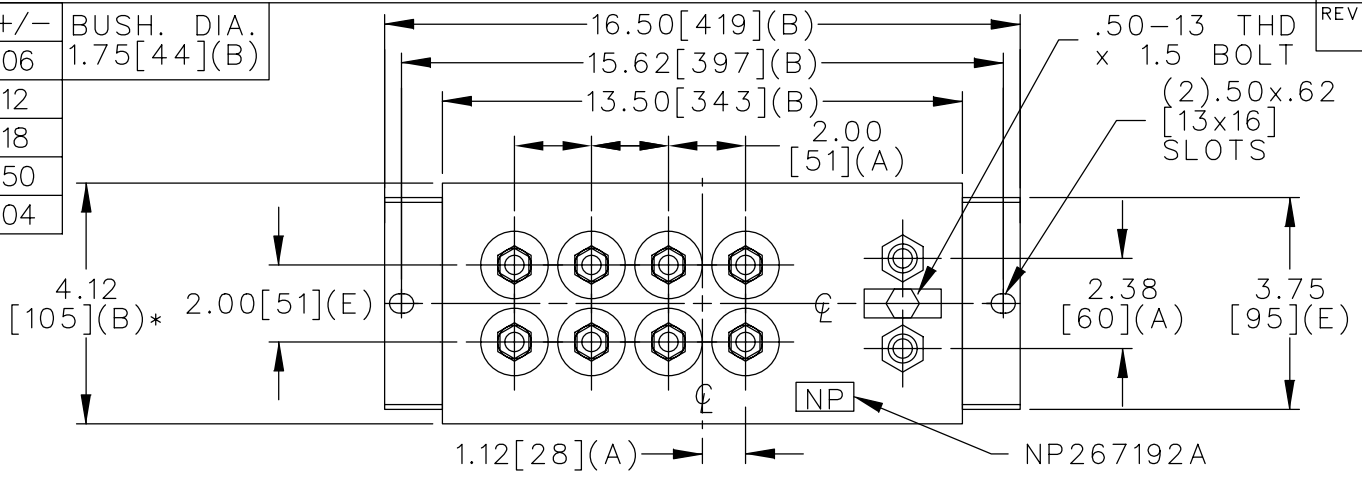 +/-
06
12
18
50
04
BUSH. DIA.
1.75[44](B)
16.50[419](B)
15.62[397](B)
13.50[343](B)
2.00
[51](A)
.50-13 THD
x 1.5 BOLT
(2).50x.62
[13x16]
SLOTS
REV
4.12
[105](B)*
2.00[51](E)
℄
2.38
[60](A)
3.75
[95](E)
℄
NP
1.12[28](A)
NP267192A